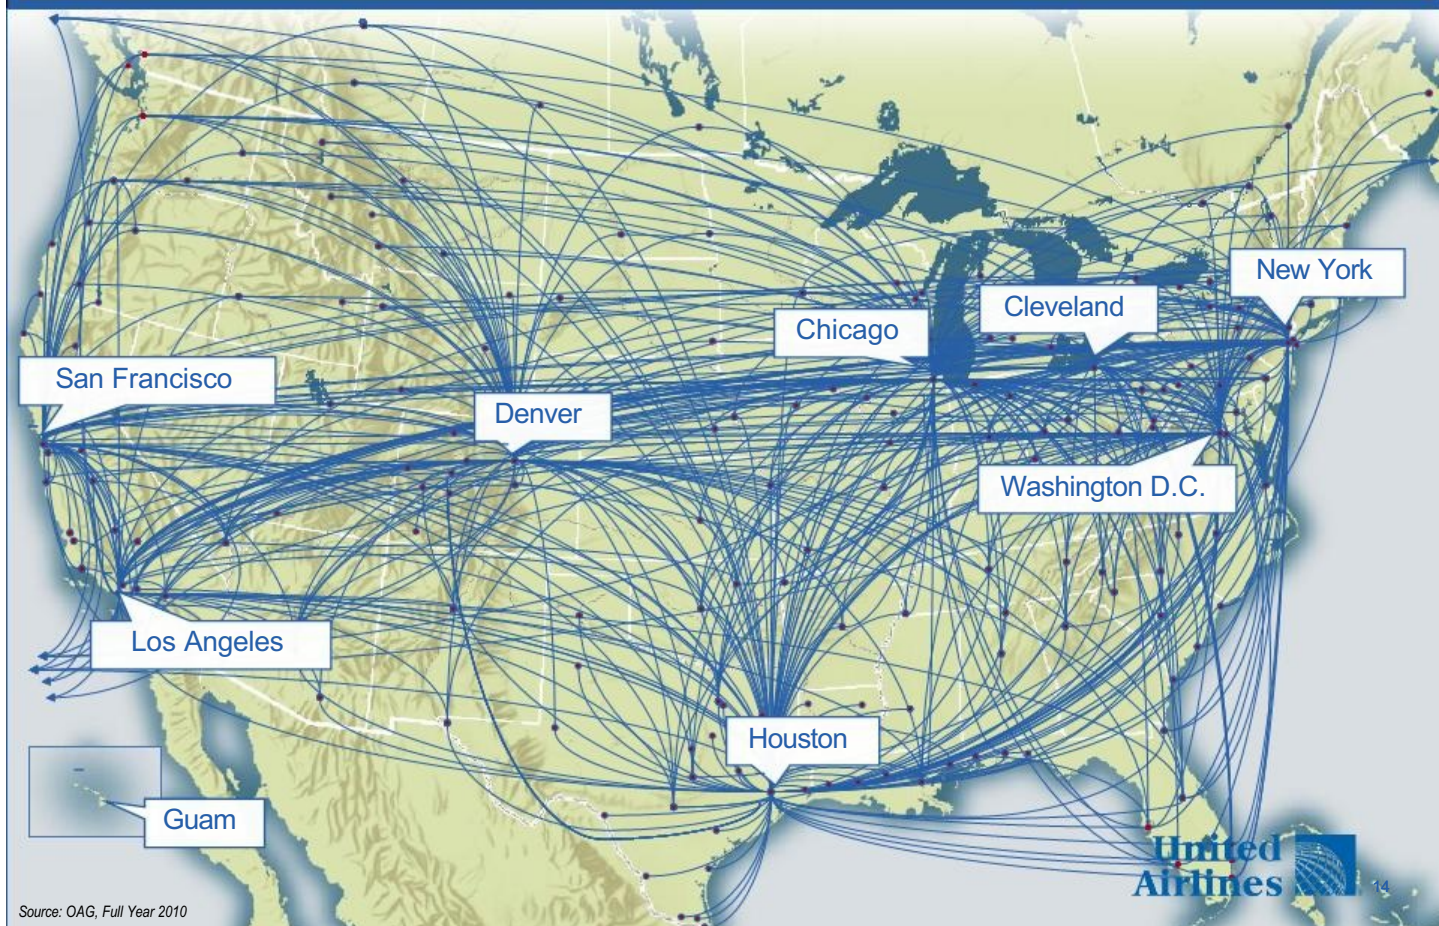 New York
Cleveland
Chicago
San Francisco
Denver
Washington D.C.
Los Angeles
Houston
Guam
United
Airlines
14
Source: OAG, Full Year 2010